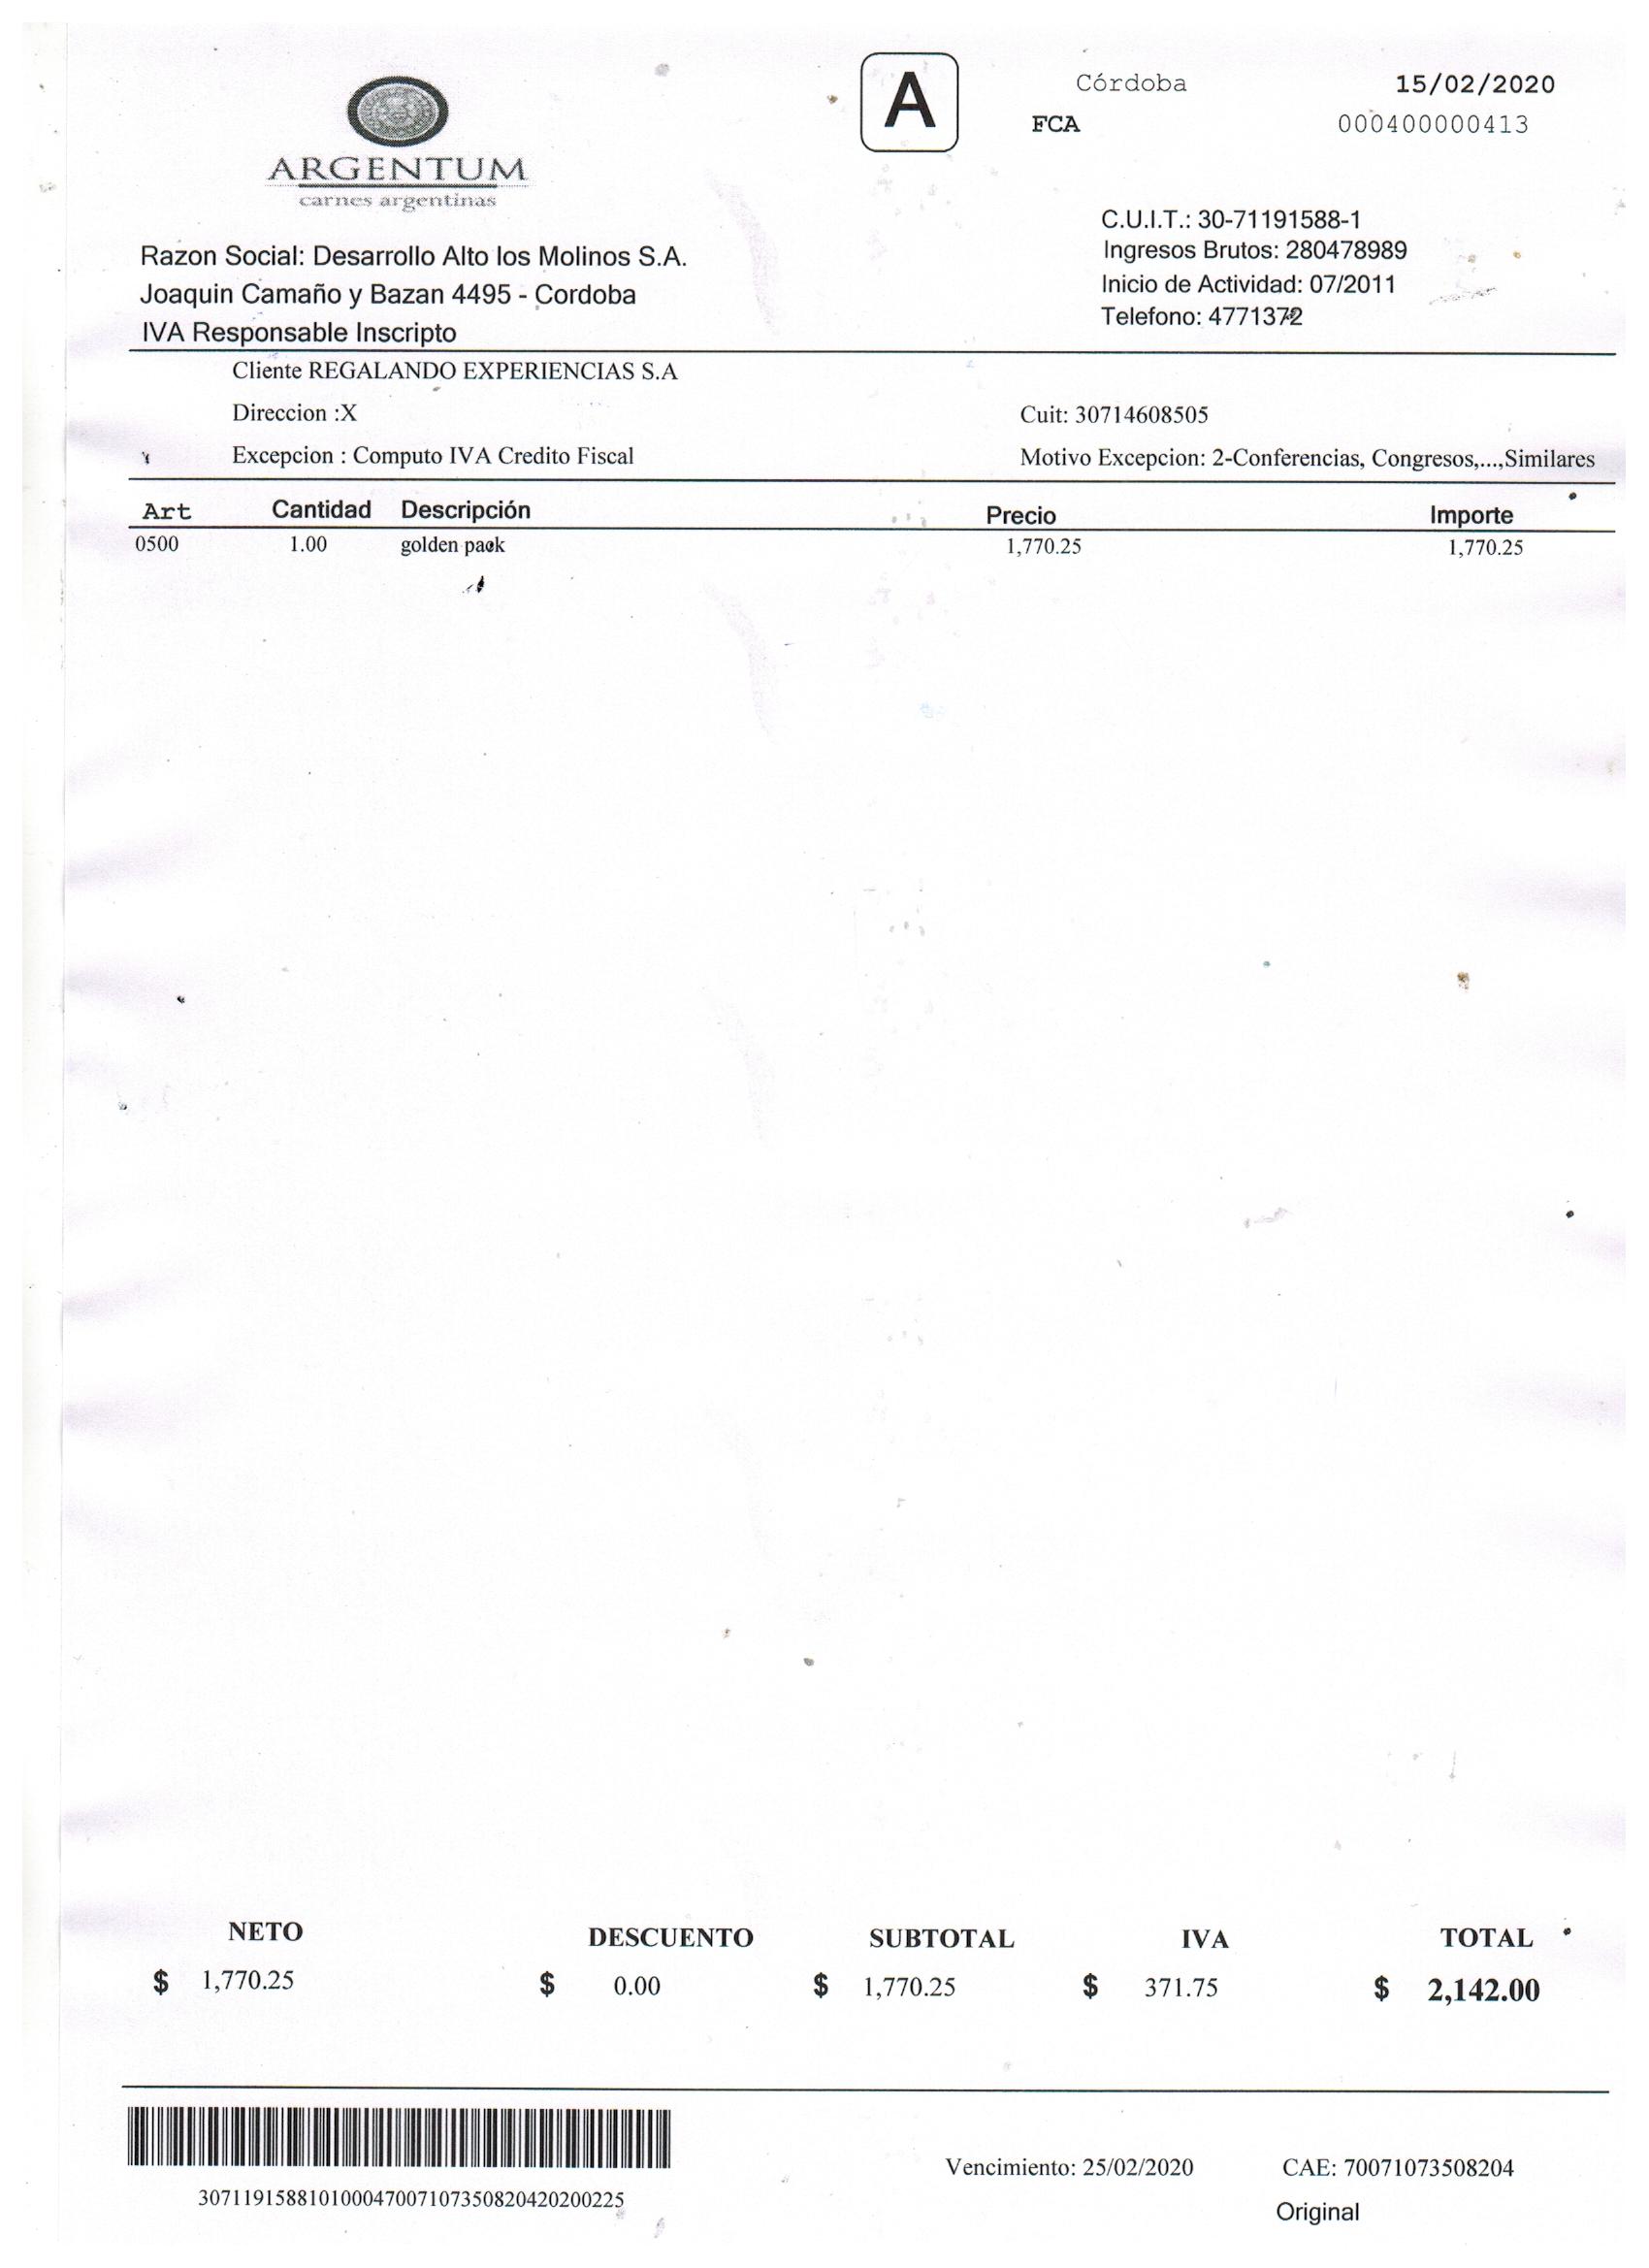 A
Córdoba 15/02/2020
FCA 000400000413
ARGENTUM
carnes argentinas
C.U.I.T.: 30-71191588-1
Ingresos Brutos: 280478989
Inicio de Actividad: 07/2011
Telefono: 4771372
Razon Social: Desarrollo Alto los Molinos S.A.
Joaquin Camaño y Bazan 4495 - Cordoba
IVA Responsable Inscripto
Cliente REGALANDO EXPERIENCIAS S.A
Direccion :X Cuit: 30714608505
Excepcion : Computo IVA Credito Fiscal Motivo Excepcion: 2-Conferencias, Congresos,...,Similares
Art Cantidad Descripción Precio Importe
0500 1.00 golden pack 1,770.25 1,770.25
NETO DESCUENTO SUBTOTAL IVA TOTAL
$ 1,770.25 $ 0.00 $ 1,770.25 $ 371.75 $ 2,142.00
Vencimiento: 25/02/2020 CAE: 70071073508204
307119158810100047007107350820420200225
Original